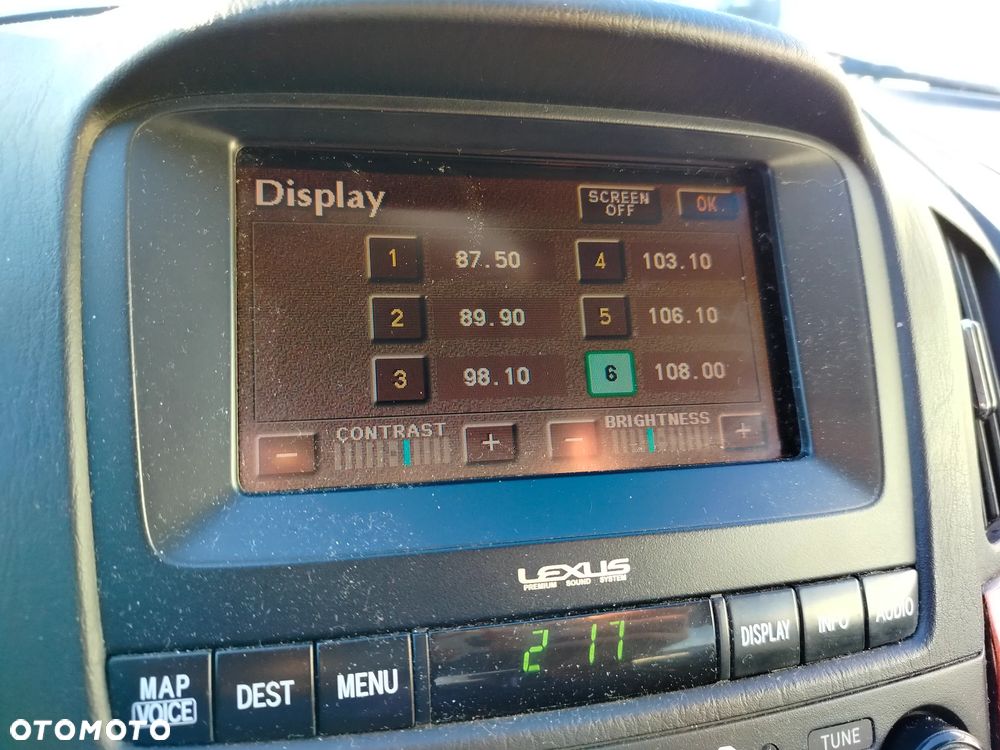 Display
SCREEN
OFF
OK
1 87.50 4 103.10
2 89.90 5 106.10
3 98.10 6 108.00
CONTRAST BRIGHTNESS
- + - +
LEXUS
PREMIUM SOUND SYSTEM
2 17
MAP
VOICE
DEST
MENU
DISPLAY
INFO
AUDIO
TUNE
OTOMOTO